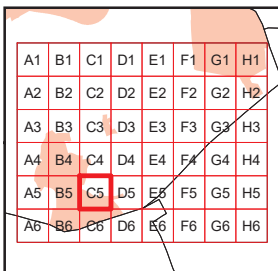 A1 B1 C1 D1 E1 F1 G1 H1
A2 B2 C2 D2 E2 F2 G2 H2
A3 B3 C3 D3 E3 F3 G3 H3
A4 B4 C4 D4 E4 F4 G4 H4
A5 B5 C5 D5 E5 F5 G5 H5
A6 B6 C6 D6 E6 F6 G6 H6